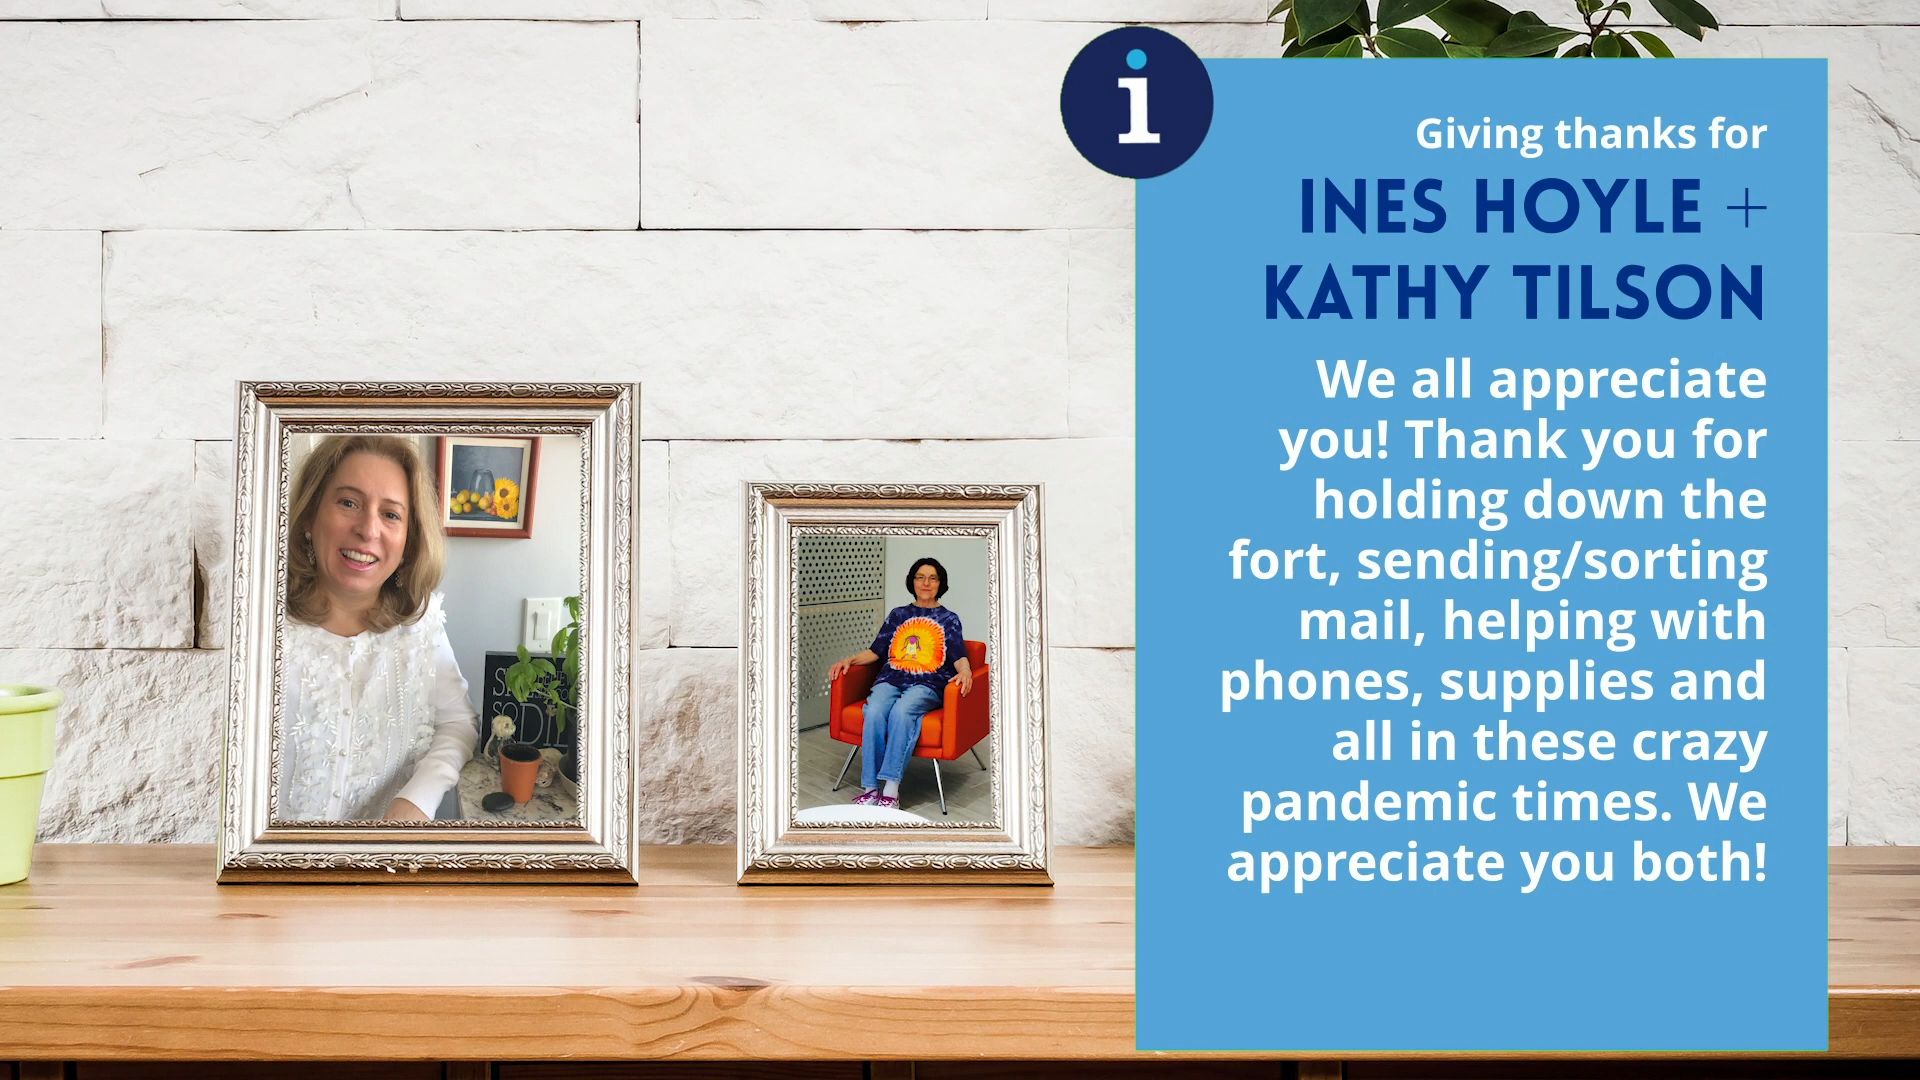 i
Giving thanks for
INES HOYLE +
KATHY TILSON
We all appreciate
you! Thank you for
holding down the
fort, sending/sorting
mail, helping with
phones, supplies and
all in these crazy
pandemic times. We
appreciate you both!